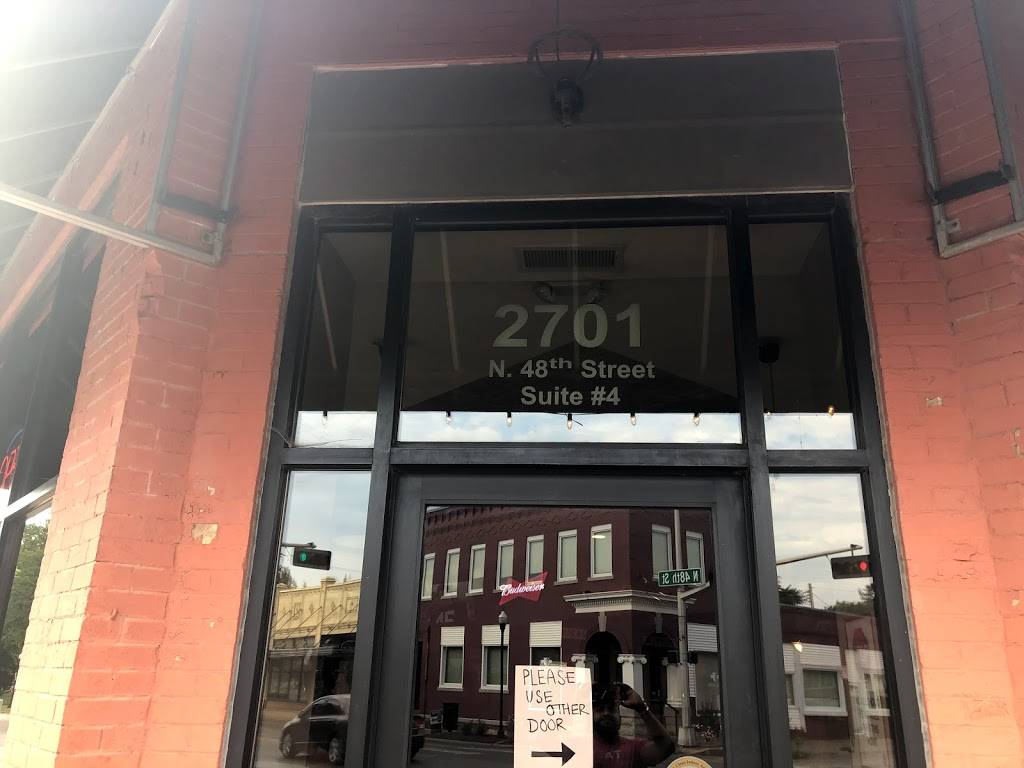 2701
N. 48th Street
Suite #4
Budweiser
N 48th St
PLEASE
USE
OTHER
DOOR